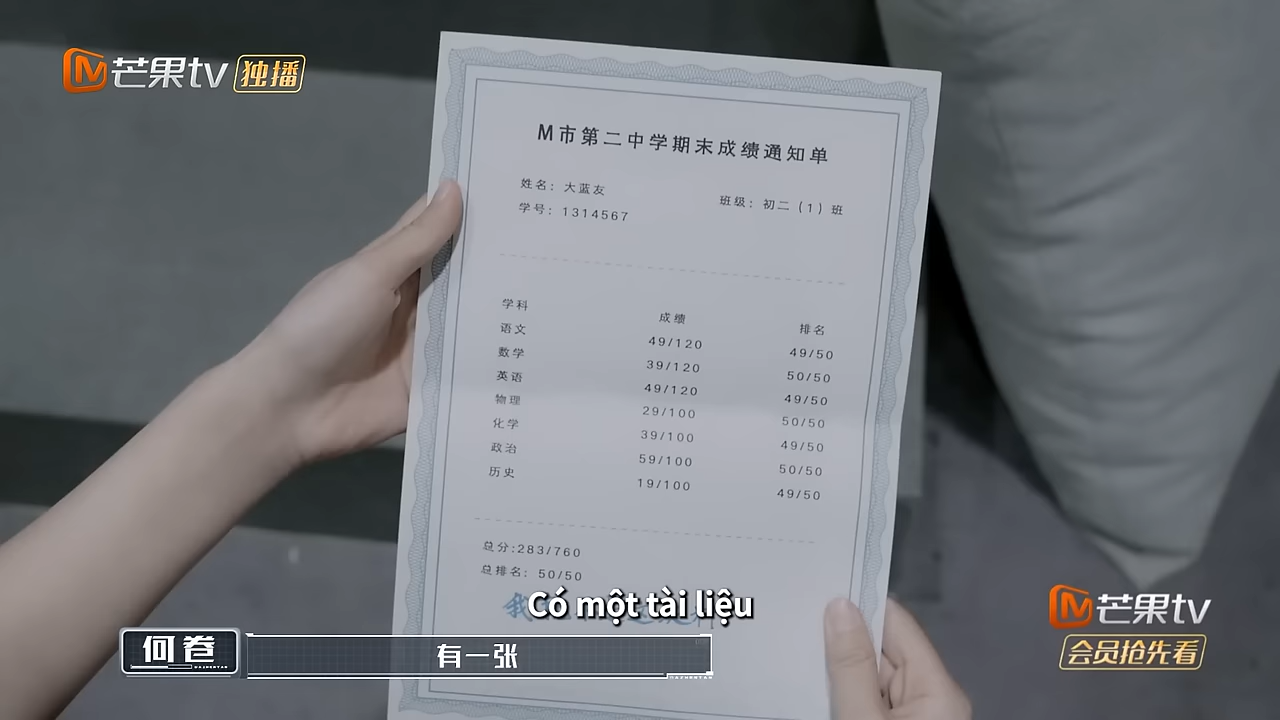 芒果tv 独播
M市第二中学期末成绩通知单
姓名：大蓝友 班级：初二（1）班
学号：1314567
学科 成绩 排名
语文 49/120 49/50
数学 39/120 50/50
英语 49/120 49/50
物理 29/100 50/50
化学 39/100 49/50
政治 59/100 50/50
历史 19/100 49/50
总分:283/760
总排名：50/50
我
Có một tài liệu
何卷 有一张
芒果tv
会员抢先看